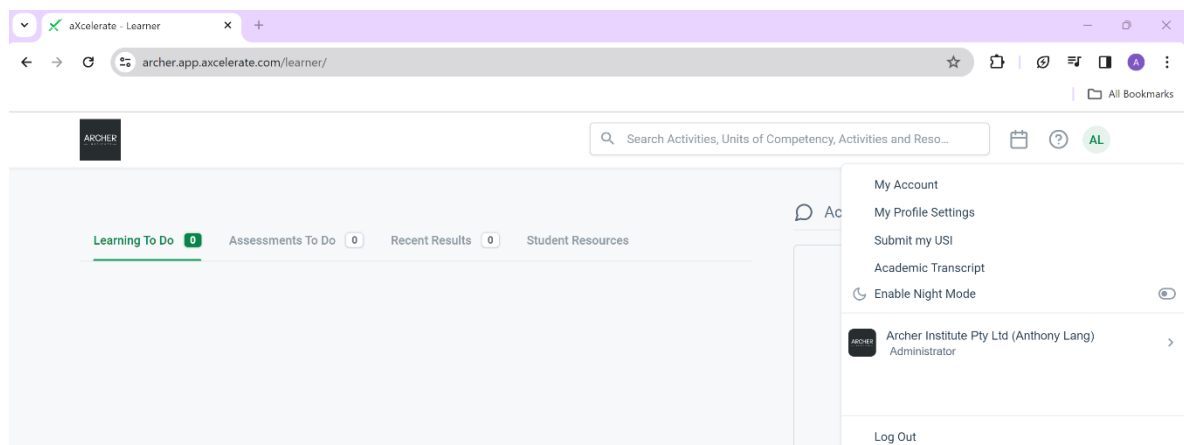 aXcelerate - Learner
archer.app.axcelerate.com/learner/
A
All Bookmarks
ARCHER
Search Activities, Units of Competency, Activities and Reso...
AL
My Account
Ac
My Profile Settings
Learning To Do 0 Assessments To Do 0 Recent Results 0 Student Resources
Submit my USI
Academic Transcript
Enable Night Mode
ARCHER
Archer Institute Pty Ltd (Anthony Lang)
Administrator
Log Out